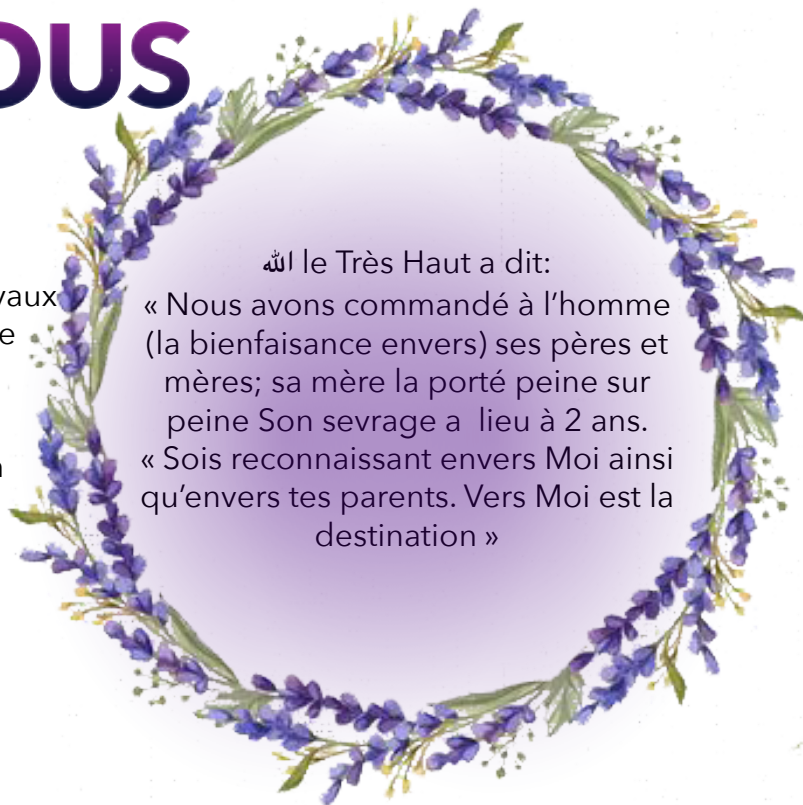 OUS
الله le Très Haut a dit:
« Nous avons commandé à l’homme
(la bienfaisance envers) ses pères et
mères; sa mère la porté peine sur
peine Son sevrage a lieu à 2 ans.
« Sois reconnaissant envers Moi ainsi
qu’envers tes parents. Vers Moi est la
destination »